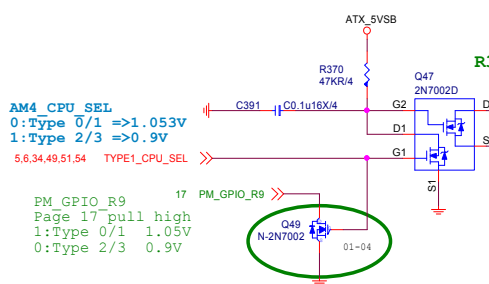 ATX_5VSB
R3
R370
47KR/4
Q47
2N7002D
AM4_CPU_SEL
0:Type 0/1 =>1.053V
1:Type 2/3 =>0.9V
C391
C0.1u16X/4
G2
D
D1
S
5,6,34,49,51,54 TYPE1_CPU_SEL
G1
S1
PM_GPIO_R9
Page 17 pull high
1:Type 0/1 1.05V
0:Type 2/3 0.9V
17 PM_GPIO_R9
Q49
N-2N7002
01-04